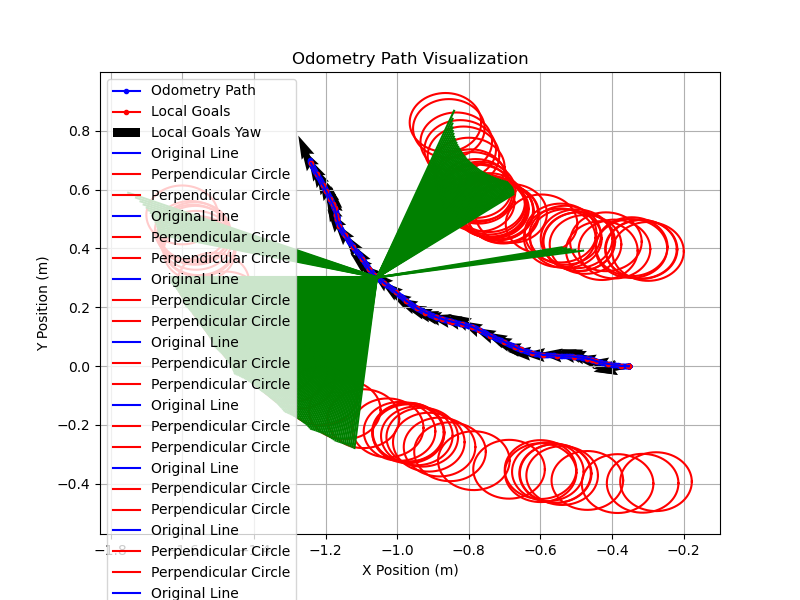 Odometry Path Visualization
Y Position (m)
0.8
0.6
0.4
0.2
0.0
−0.2
−0.4
Odometry Path
Local Goals
Local Goals Yaw
Original Line
Perpendicular Circle
Perpendicular Circle
Original Line
Perpendicular Circle
Perpendicular Circle
Original Line
Perpendicular Circle
Perpendicular Circle
Original Line
Perpendicular Circle
Perpendicular Circle
Original Line
Perpendicular Circle
Perpendicular Circle
Original Line
Perpendicular Circle
Perpendicular Circle
Original Line
Perpendicular Circle
Perpendicular Circle
Original Line
−1.8 −1.2 −1.0 −0.8 −0.6 −0.4 −0.2
X Position (m)